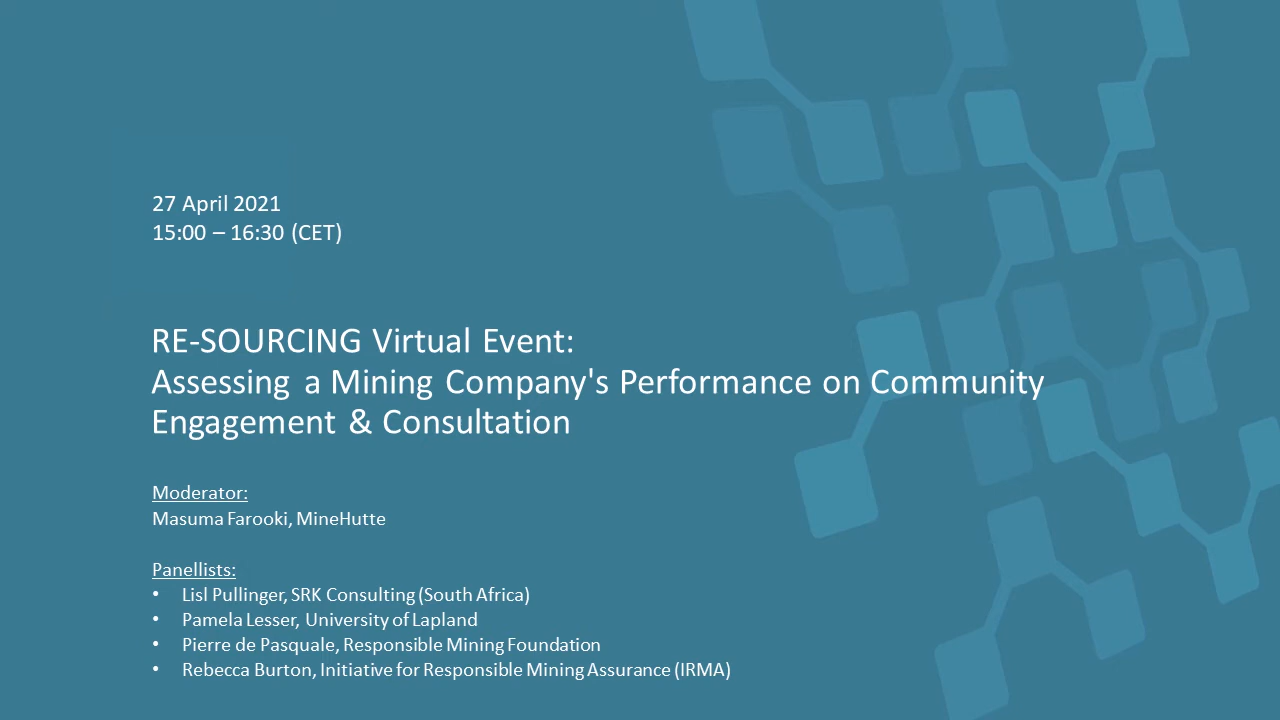 27 April 2021
15:00 – 16:30 (CET)
RE-SOURCING Virtual Event:
Assessing a Mining Company's Performance on Community
Engagement & Consultation
Moderator:
Masuma Farooki, MineHutte
Panellists:
• Lisl Pullinger, SRK Consulting (South Africa)
• Pamela Lesser, University of Lapland
• Pierre de Pasquale, Responsible Mining Foundation
• Rebecca Burton, Initiative for Responsible Mining Assurance (IRMA)